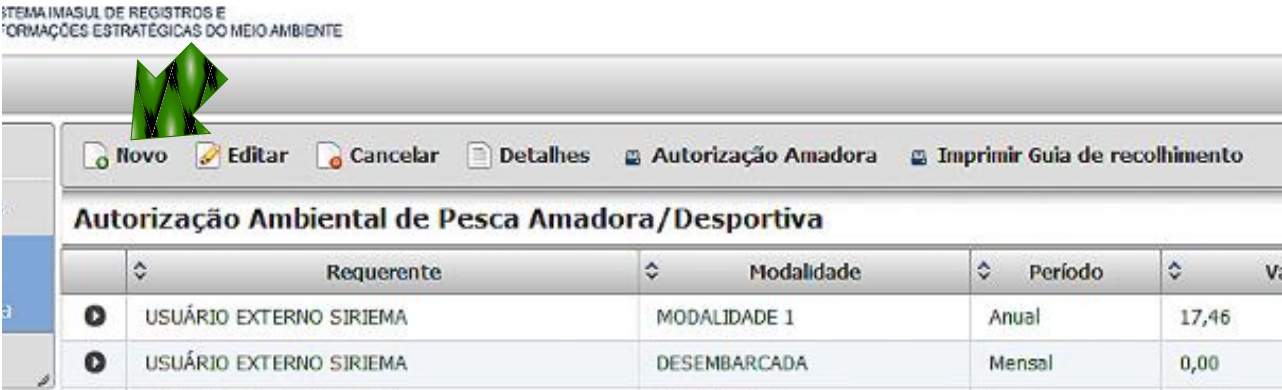 STEMA IMASUL DE REGISTROS E
FORMAÇÕES ESTRATÉGICAS DO MEIO AMBIENTE
Novo Editar Cancelar Detalhes Autorização Amadora Imprimir Guia de recolhimento
Autorização Ambiental de Pesca Amadora/Desportiva
Requerente Modalidade Período Va
USUÁRIO EXTERNO SIRIEMA MODALIDADE 1 Anual 17,46
a
USUÁRIO EXTERNO SIRIEMA DESEMBARCADA Mensal 0,00